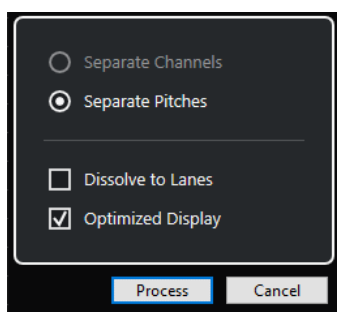 Separate Channels
Separate Pitches
Dissolve to Lanes
Optimized Display
Process Cancel